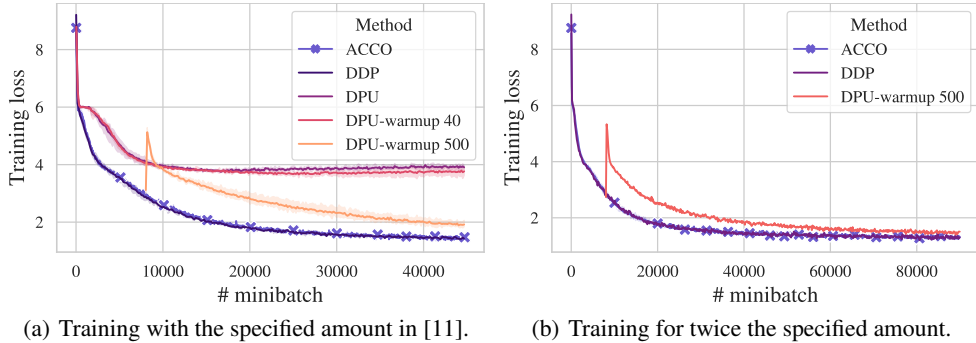 Method
ACCO
DDP
DPU
DPU-warmup 40
DPU-warmup 500
Training loss
8
6
4
2
0 10000 20000 30000 40000
# minibatch
(a) Training with the specified amount in [11].
Method
ACCO
DDP
DPU-warmup 500
Training loss
8
6
4
2
0 20000 40000 60000 80000
# minibatch
(b) Training for twice the specified amount.